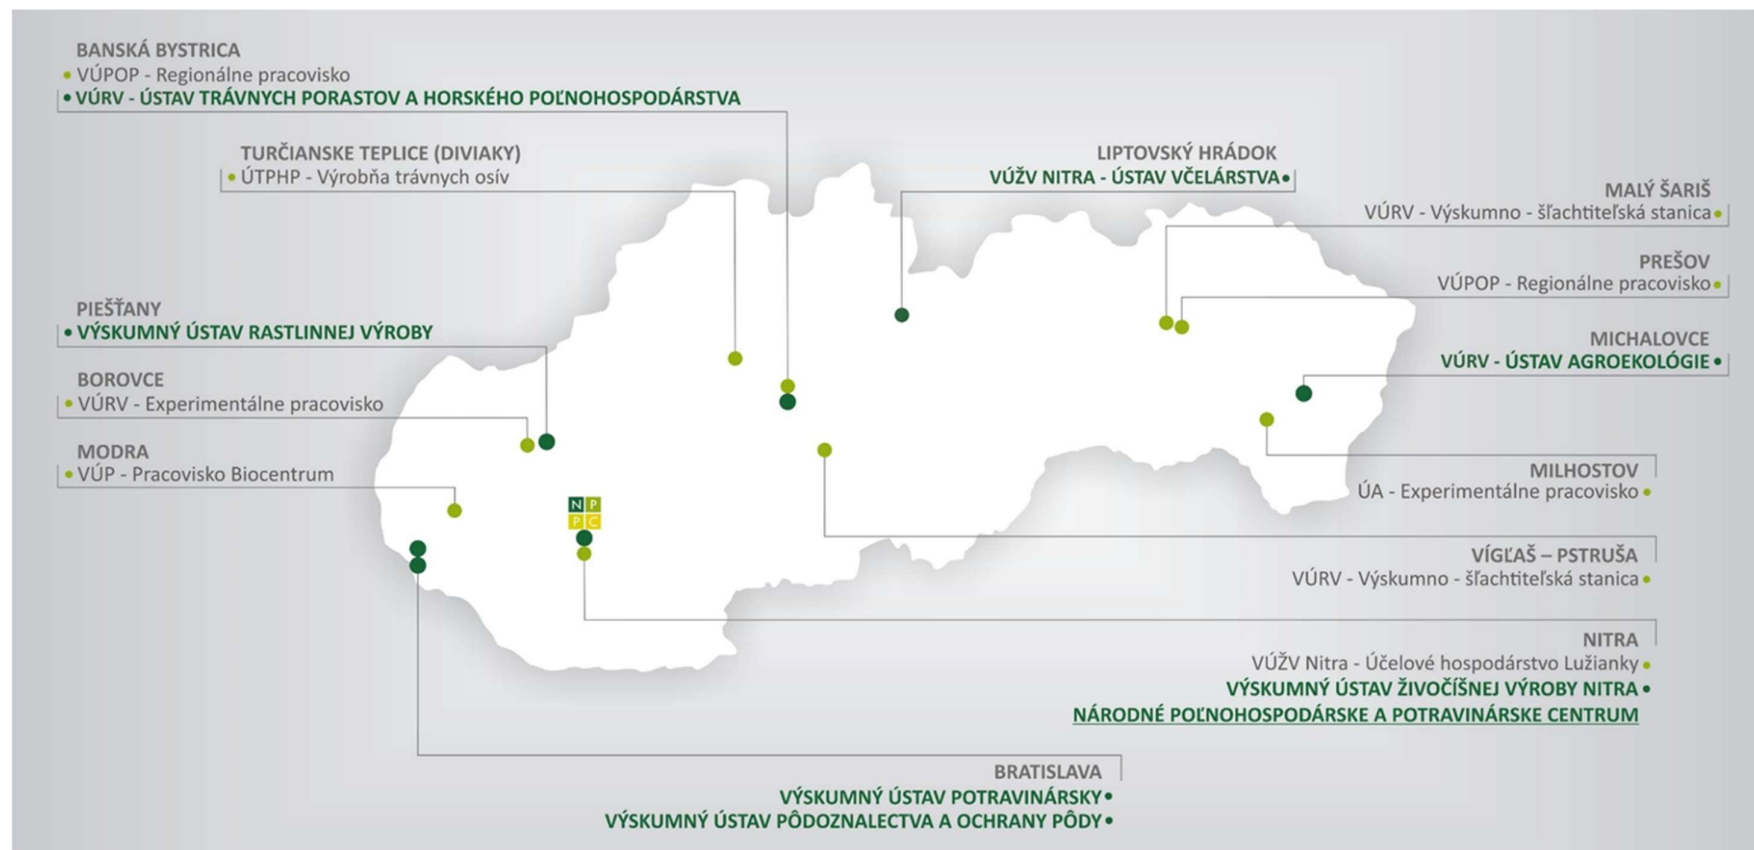 BANSKÁ BYSTRICA
• VÚPOP - Regionálne pracovisko
• VÚRV - ÚSTAV TRÁVNYCH PORASTOV A HORSKÉHO POĽNOHOSPODÁRSTVA
TURČIANSKE TEPLICE (DIVIAKY)
• ÚTPHP - Výrobňa trávnych osív
LIPTOVSKÝ HRÁDOK
VÚŽV NITRA - ÚSTAV VČELÁRSTVA•
MALÝ ŠARIŠ
VÚRV - Výskumno - šľachtiteľská stanica•
PREŠOV
VÚPOP - Regionálne pracovisko•
PIEŠŤANY
• VÝSKUMNÝ ÚSTAV RASTLINNEJ VÝROBY
MICHALOVCE
VÚRV - ÚSTAV AGROEKOLÓGIE•
BOROVCE
• VÚRV - Experimentálne pracovisko
MODRA
• VÚP - Pracovisko Biocentrum
MILHOSTOV
ÚA - Experimentálne pracovisko•
N P
P C
VÍGĽAŠ – PSTRUŠA
VÚRV - Výskumno - šľachtiteľská stanica•
NITRA
VÚŽV Nitra - Účelové hospodárstvo Lužianky•
VÝSKUMNÝ ÚSTAV ŽIVOČÍŠNEJ VÝROBY NITRA•
NÁRODNÉ POĽNOHOSPODÁRSKE A POTRAVINÁRSKE CENTRUM
BRATISLAVA
VÝSKUMNÝ ÚSTAV POTRAVINÁRSKY•
VÝSKUMNÝ ÚSTAV PÔDOZNALECTVA A OCHRANY PÔDY•